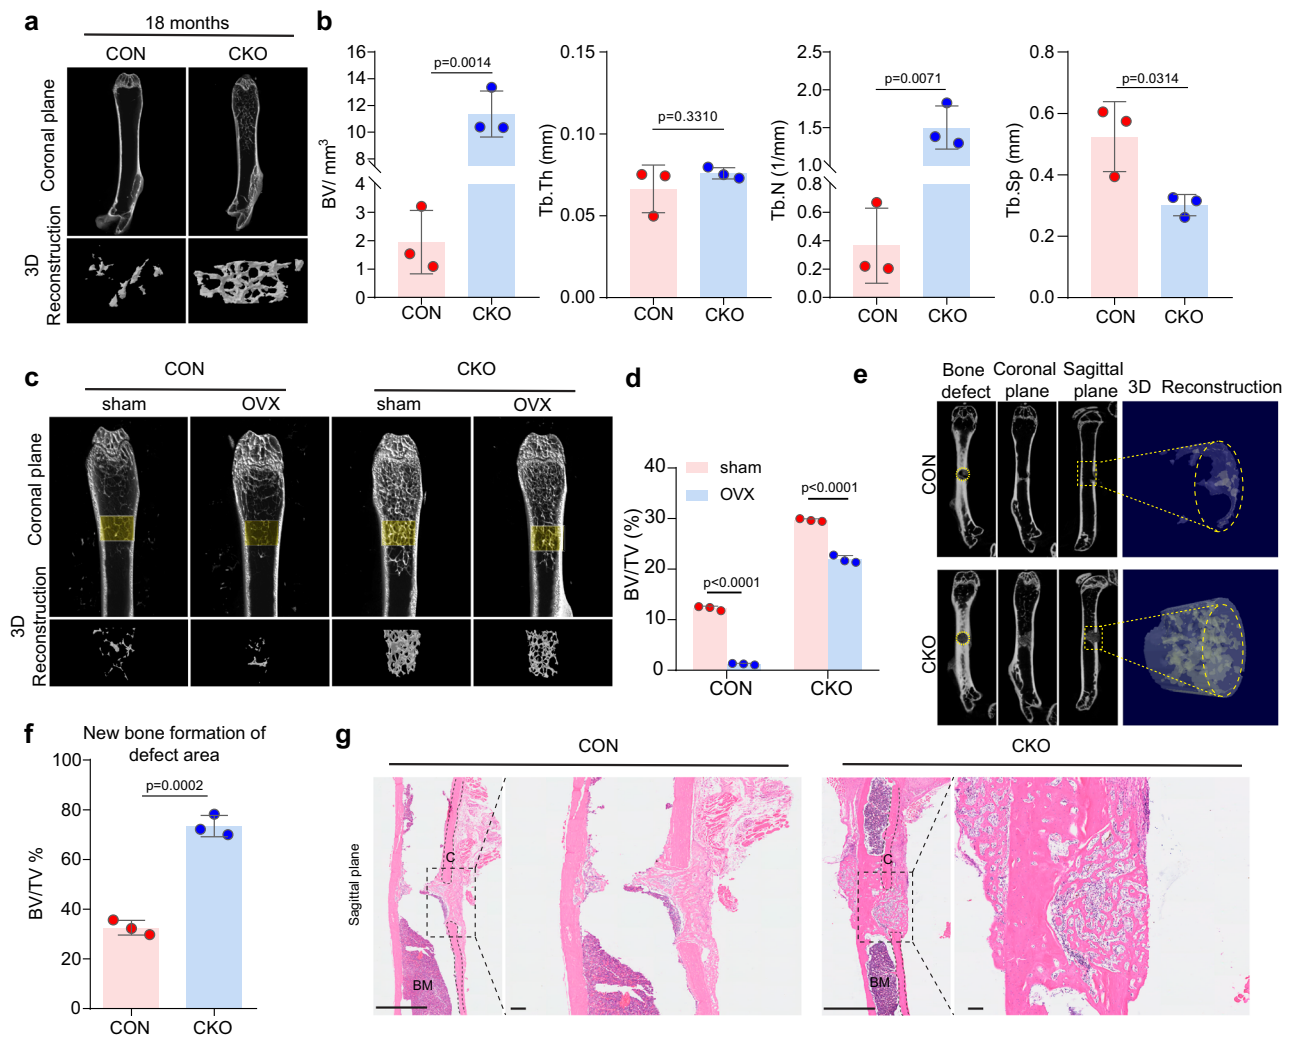 a
18 months
CON
CKO
Coronal plane
3D
Reconstruction
b
BV/ mm³
16
14
12
10
8
4
3
2
1
0
p=0.0014
CON
CKO
Tb.Th (mm)
0.15
0.10
0.05
0.00
p=0.3310
CON
CKO
Tb.N (1/mm)
2.5
2.0
1.5
1.0
0.8
0.6
0.4
0.2
0.0
p=0.0071
CON
CKO
Tb.Sp (mm)
0.8
0.6
0.4
0.2
0.0
p=0.0314
CON
CKO
c
CON
CKO
sham
OVX
sham
OVX
Coronal plane
3D
Reconstruction
d
BV/TV (%)
40
30
20
10
0
sham
OVX
p<0.0001
p<0.0001
CON
CKO
e
Bone
defect
Coronal
plane
Sagittal
plane
3D Reconstruction
CON
CKO
f
New bone formation of
defect area
BV/TV %
100
80
60
40
20
0
p=0.0002
CON
CKO
g
CON
CKO
Sagittal plane
C
BM
C
BM